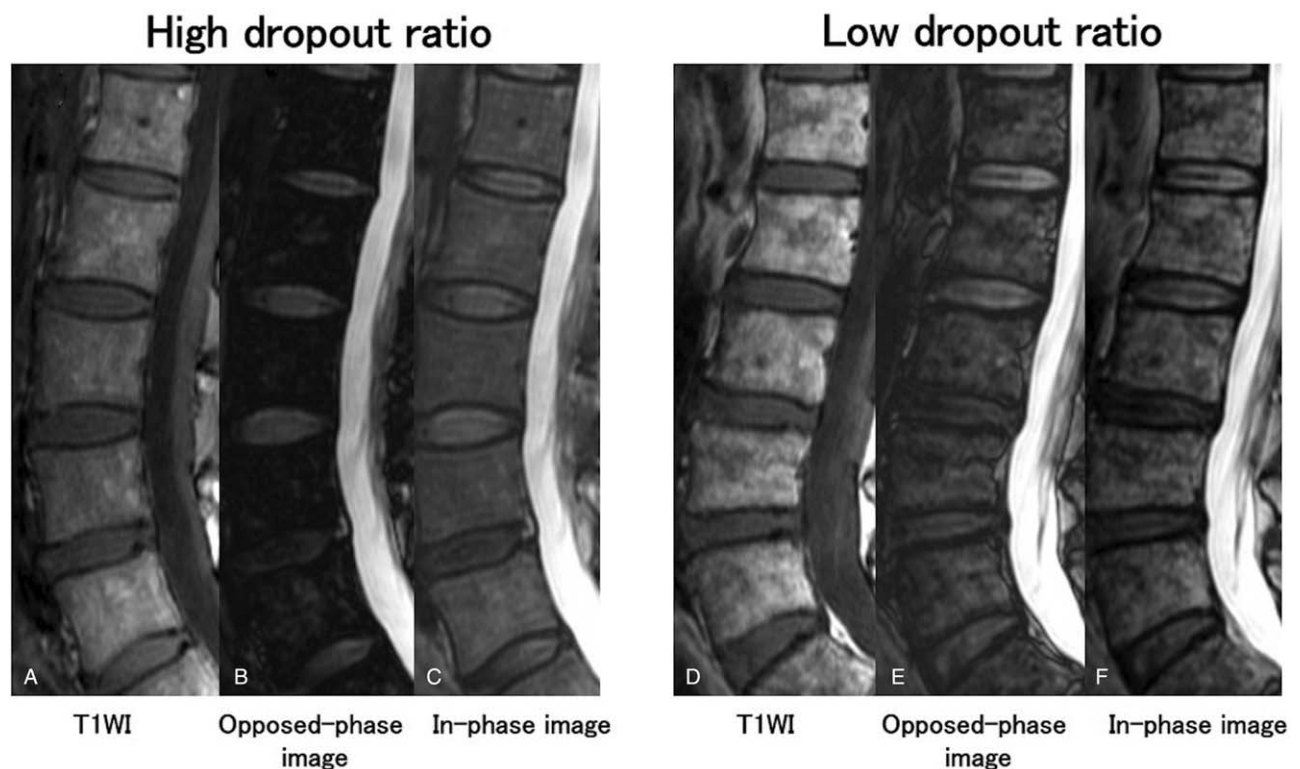 High dropout ratio
Low dropout ratio
A
B
C
D
E
F
T1WI
Opposed-phase
image
In-phase image
T1WI
Opposed-phase
image
In-phase image